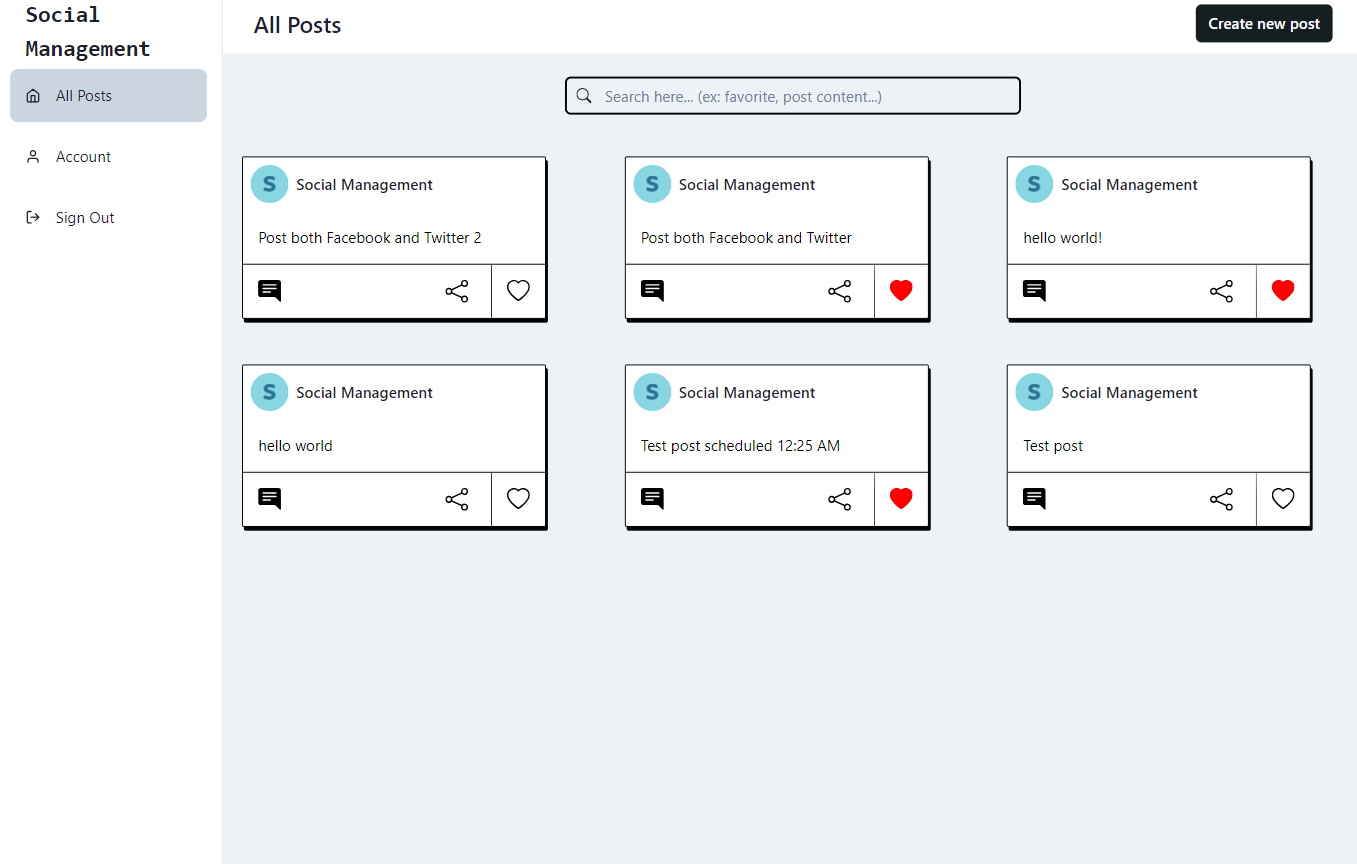 Social
Management
All Posts
Account
Sign Out
All Posts
Create new post
Search here... (ex: favorite, post content...)
S Social Management
Post both Facebook and Twitter 2
S Social Management
Post both Facebook and Twitter
S Social Management
hello world!
S Social Management
hello world
S Social Management
Test post scheduled 12:25 AM
S Social Management
Test post